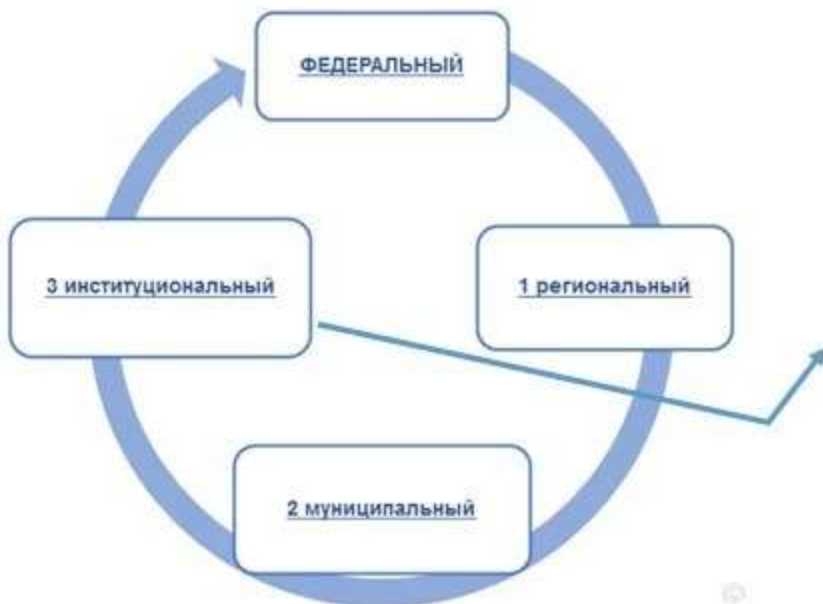 ФЕДЕРАЛЬНЫЙ
1 региональный
2 муниципальный
3 институциональный